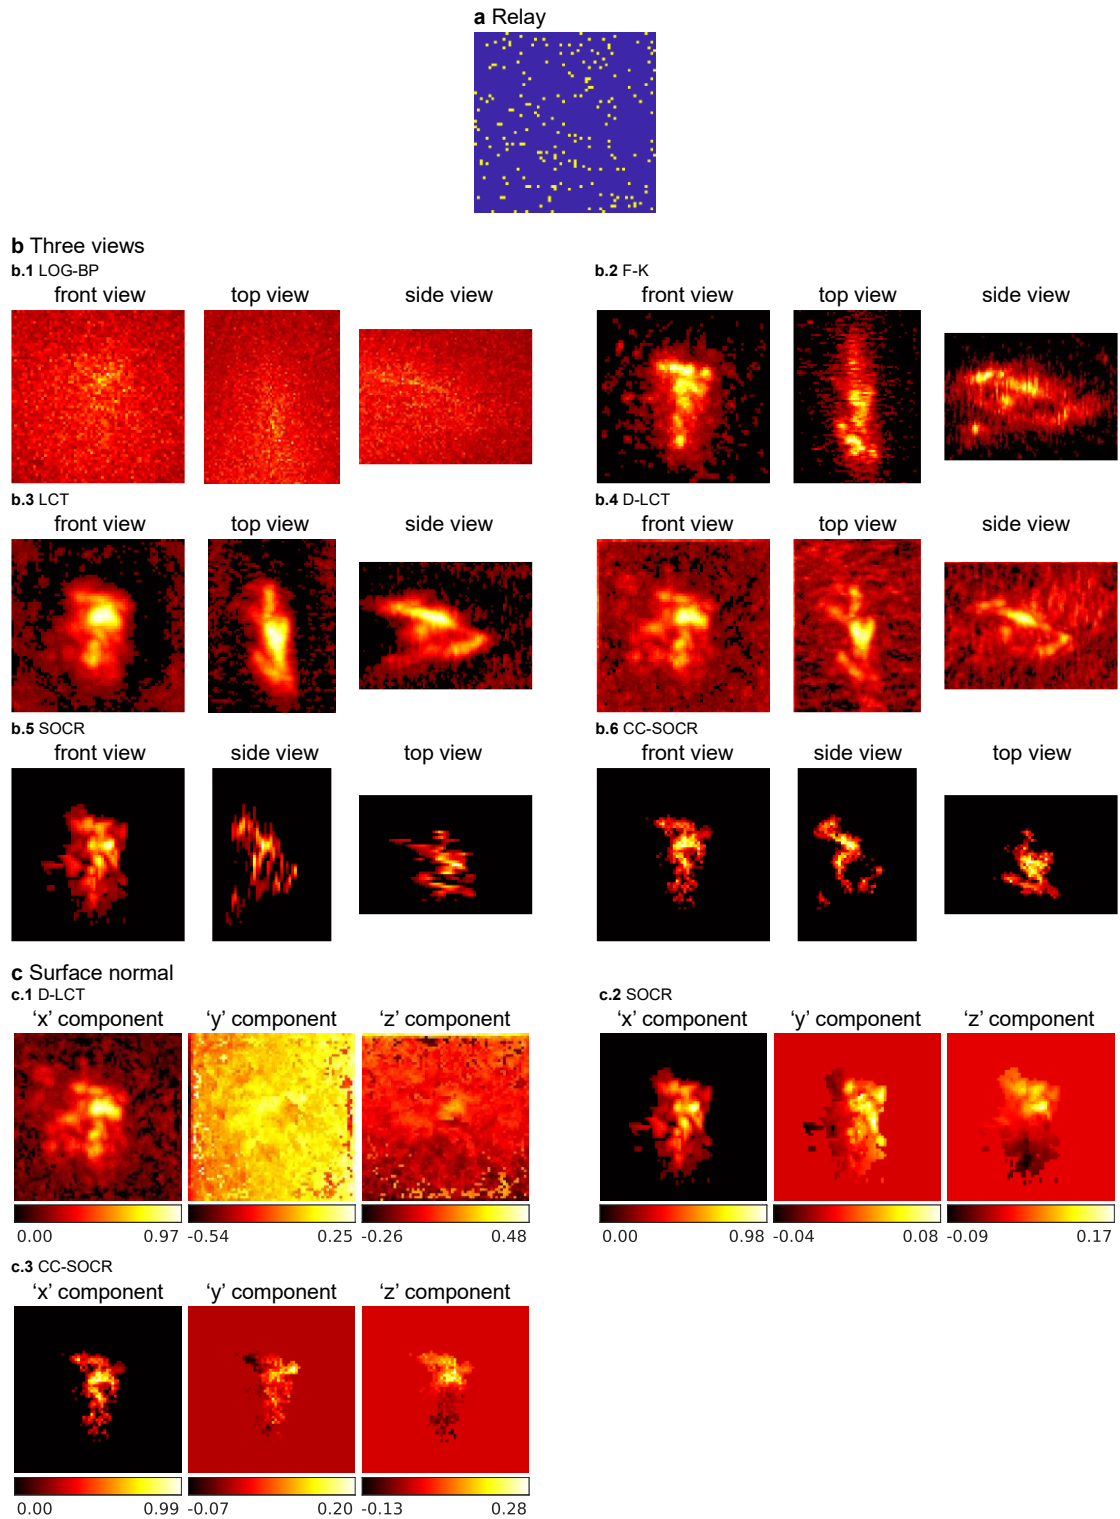 a Relay
b Three views
b.1 LOG-BP
front view top view side view
b.2 F-K
front view top view side view
b.3 LCT
front view top view side view
b.4 D-LCT
front view top view side view
b.5 SOCR
front view side view top view
b.6 CC-SOCR
front view side view top view
c Surface normal
c.1 D-LCT
‘x’ component ‘y’ component ‘z’ component
0.00 0.97 -0.54 0.25 -0.26 0.48
c.2 SOCR
‘x’ component ‘y’ component ‘z’ component
0.00 0.98 -0.04 0.08 -0.09 0.17
c.3 CC-SOCR
‘x’ component ‘y’ component ‘z’ component
0.00 0.99 -0.07 0.20 -0.13 0.28